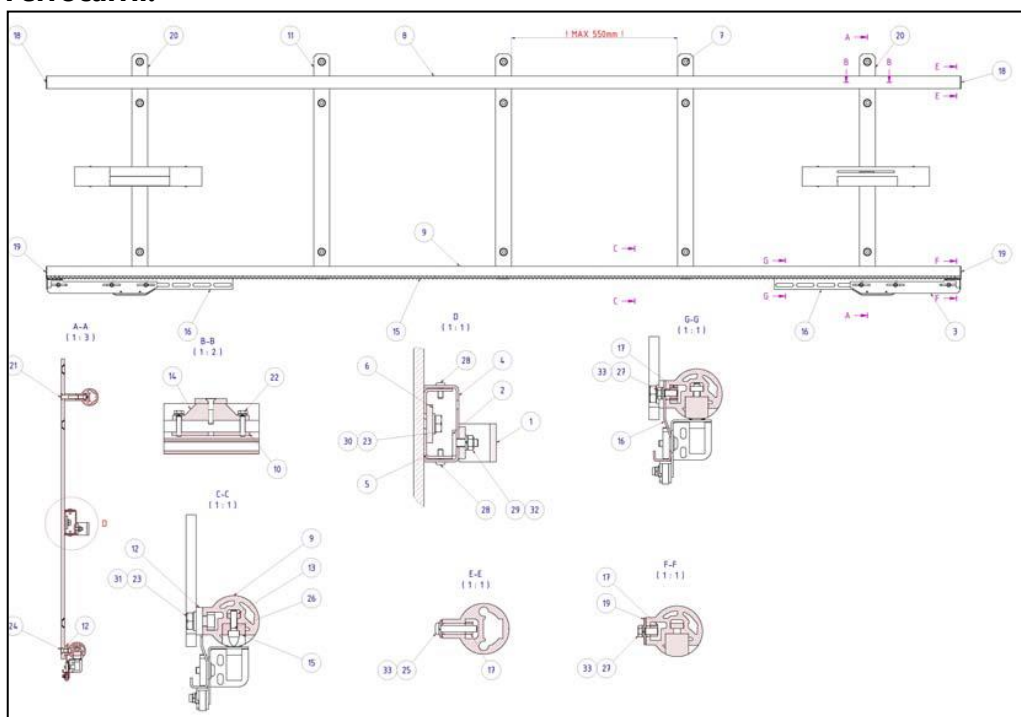 18
20
11
8
! MAX 550mm !
7
A
20
B B
E
18
E
19
9
C
G
F
19
16
15
C
G
16
F
3
A
A-A
( 1 : 3 )
B-B
( 1 : 2 )
D
( 1 : 1 )
G-G
( 1 : 1 )
21
14
22
6
28
4
2
1
17
33 27
30 23
16
10
5
28
29 32
D
C-C
( 1 : 1 )
12
9
13
31 23
26
15
24 12
E-E
( 1 : 1 )
33 25
17
F-F
( 1 : 1 )
17
19
33 27